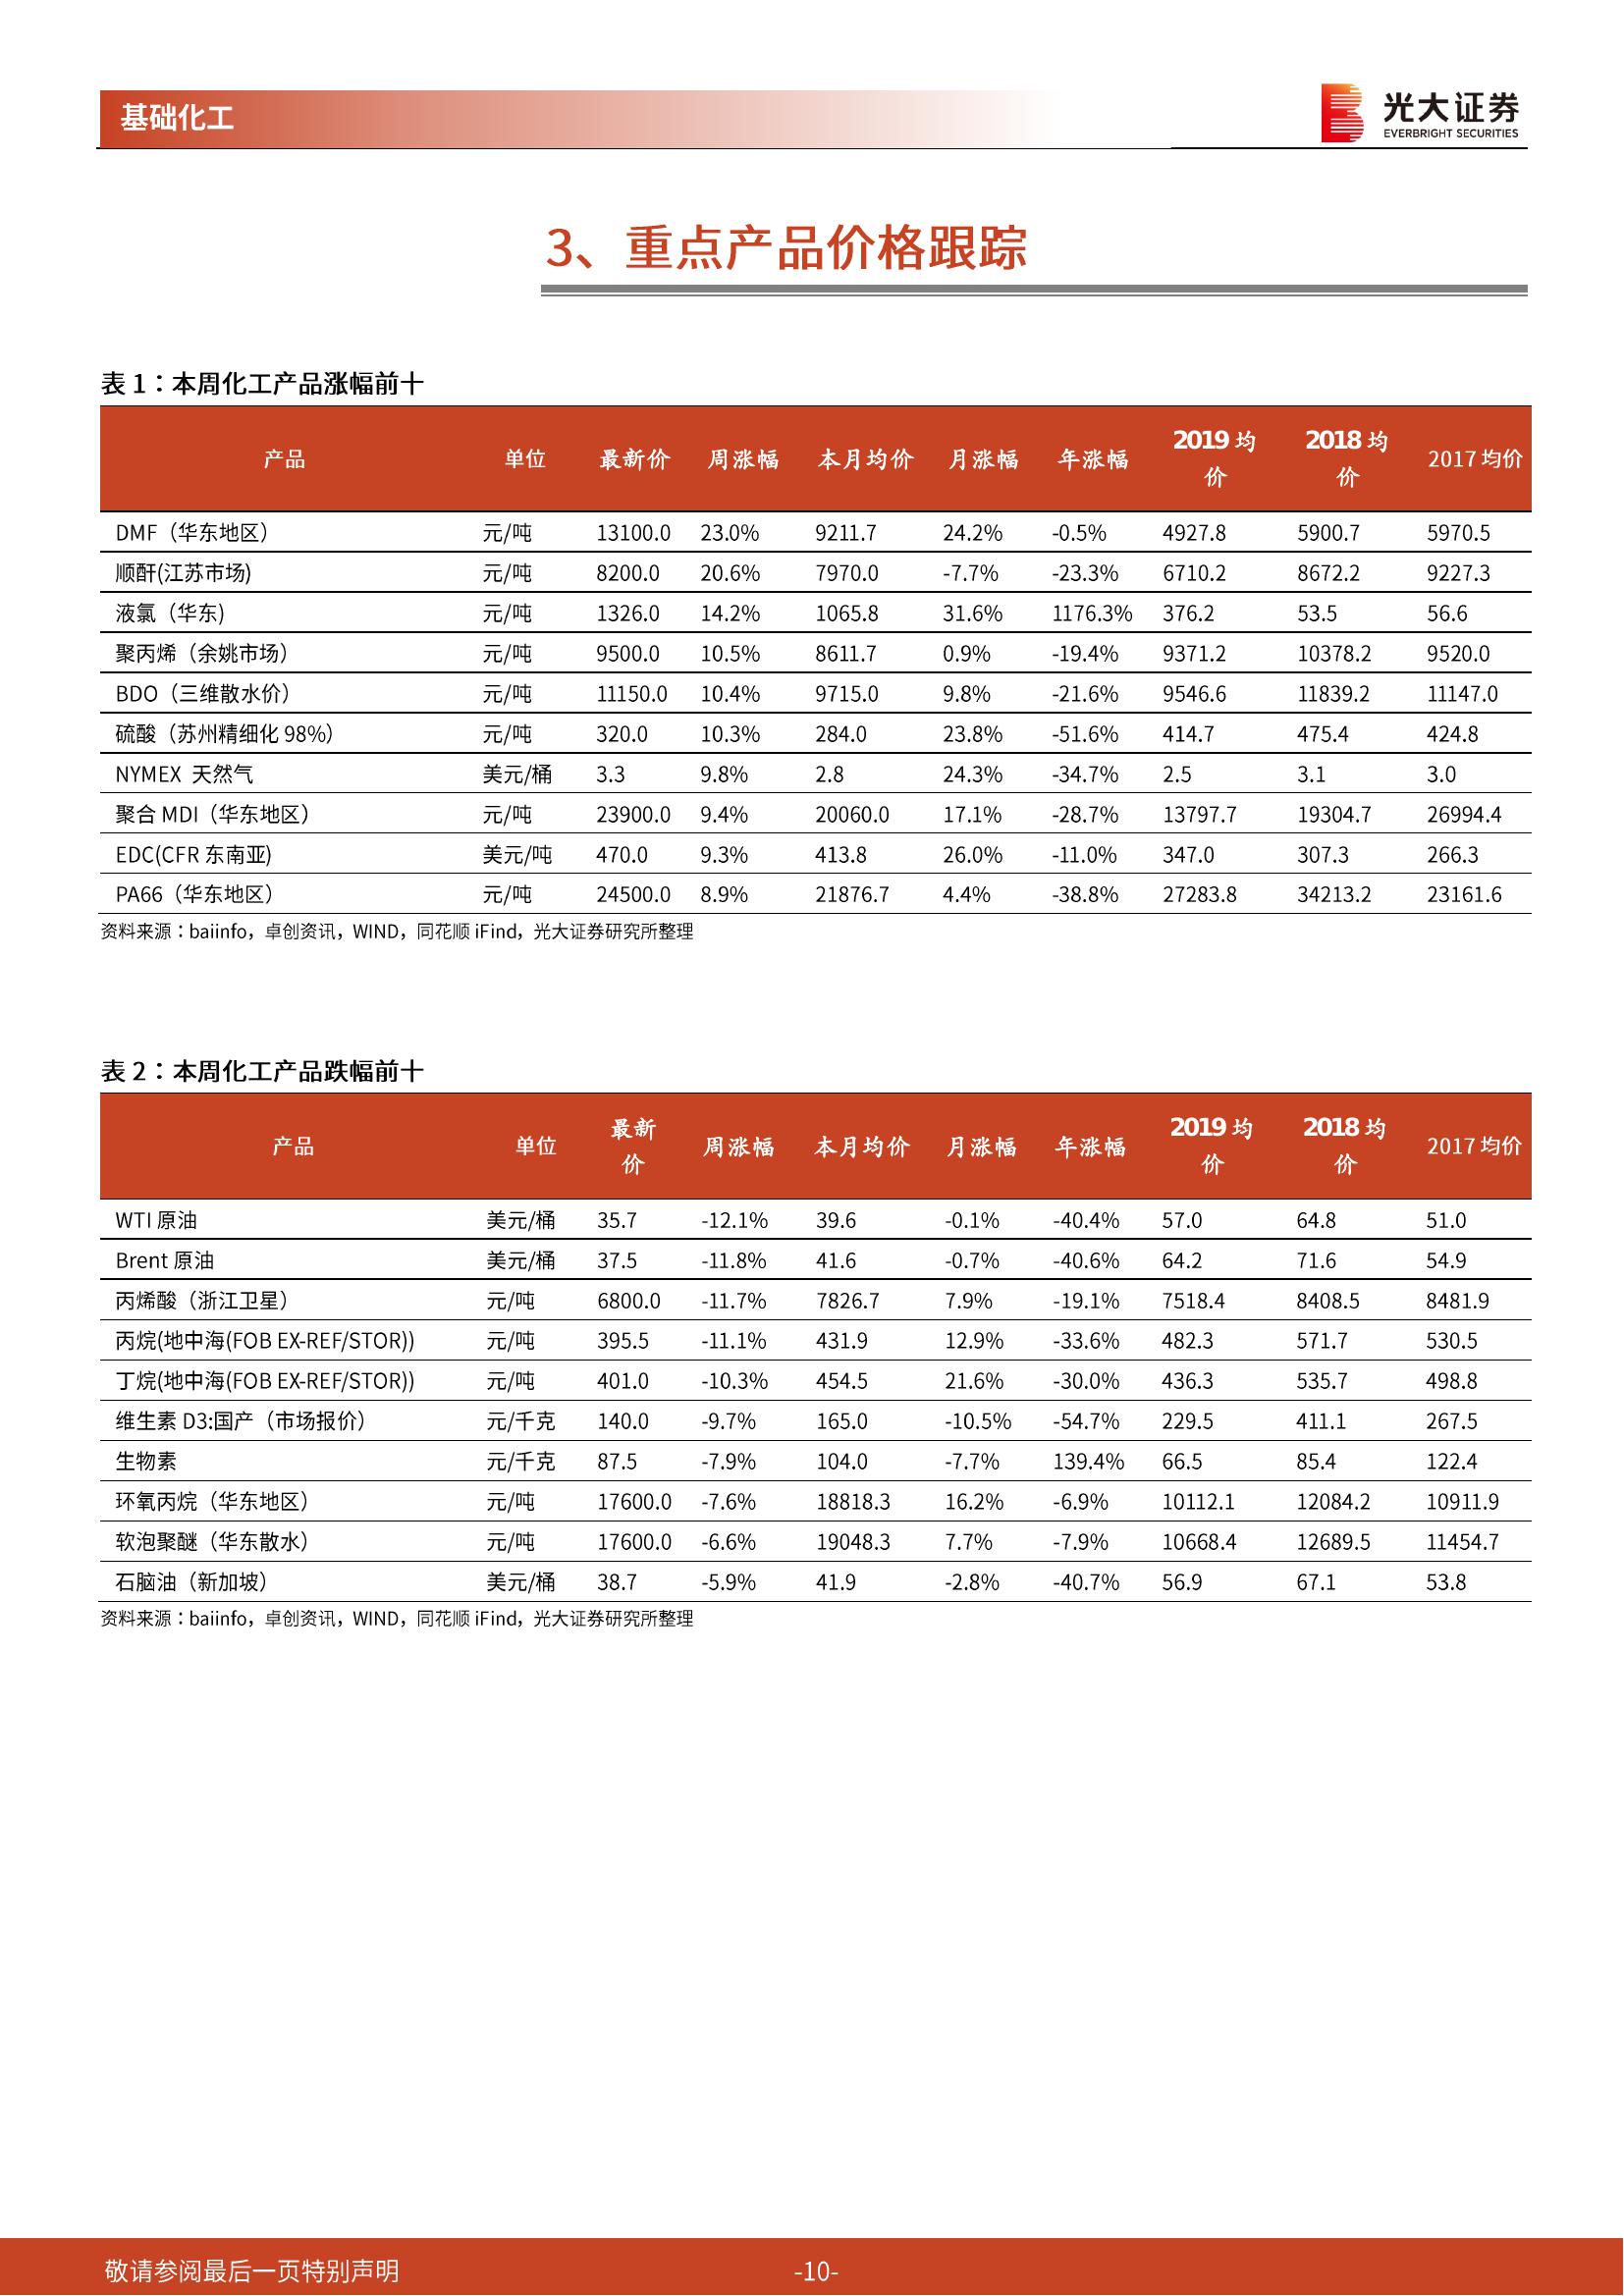 基础化工
光大证券
EVERBRIGHT SECURITIES
3、重点产品价格跟踪
表 1：本周化工产品涨幅前十
产品 单位 最新价 周涨幅 本月均价 月涨幅 年涨幅 2019 均价 2018 均价 2017 均价
DMF（华东地区） 元/吨 13100.0 23.0% 9211.7 24.2% -0.5% 4927.8 5900.7 5970.5
顺酐(江苏市场) 元/吨 8200.0 20.6% 7970.0 -7.7% -23.3% 6710.2 8672.2 9227.3
液氯（华东) 元/吨 1326.0 14.2% 1065.8 31.6% 1176.3% 376.2 53.5 56.6
聚丙烯（余姚市场） 元/吨 9500.0 10.5% 8611.7 0.9% -19.4% 9371.2 10378.2 9520.0
BDO（三维散水价） 元/吨 11150.0 10.4% 9715.0 9.8% -21.6% 9546.6 11839.2 11147.0
硫酸（苏州精细化 98%） 元/吨 320.0 10.3% 284.0 23.8% -51.6% 414.7 475.4 424.8
NYMEX 天然气 美元/桶 3.3 9.8% 2.8 24.3% -34.7% 2.5 3.1 3.0
聚合 MDI（华东地区） 元/吨 23900.0 9.4% 20060.0 17.1% -28.7% 13797.7 19304.7 26994.4
EDC(CFR 东南亚) 美元/吨 470.0 9.3% 413.8 26.0% -11.0% 347.0 307.3 266.3
PA66（华东地区） 元/吨 24500.0 8.9% 21876.7 4.4% -38.8% 27283.8 34213.2 23161.6
资料来源：baiinfo，卓创资讯，WIND，同花顺 iFind，光大证券研究所整理
表 2：本周化工产品跌幅前十
产品 单位 最新价 周涨幅 本月均价 月涨幅 年涨幅 2019 均价 2018 均价 2017 均价
WTI 原油 美元/桶 35.7 -12.1% 39.6 -0.1% -40.4% 57.0 64.8 51.0
Brent 原油 美元/桶 37.5 -11.8% 41.6 -0.7% -40.6% 64.2 71.6 54.9
丙烯酸（浙江卫星） 元/吨 6800.0 -11.7% 7826.7 7.9% -19.1% 7518.4 8408.5 8481.9
丙烷(地中海(FOB EX-REF/STOR)) 元/吨 395.5 -11.1% 431.9 12.9% -33.6% 482.3 571.7 530.5
丁烷(地中海(FOB EX-REF/STOR)) 元/吨 401.0 -10.3% 454.5 21.6% -30.0% 436.3 535.7 498.8
维生素 D3:国产（市场报价） 元/千克 140.0 -9.7% 165.0 -10.5% -54.7% 229.5 411.1 267.5
生物素 元/千克 87.5 -7.9% 104.0 -7.7% 139.4% 66.5 85.4 122.4
环氧丙烷（华东地区） 元/吨 17600.0 -7.6% 18818.3 16.2% -6.9% 10112.1 12084.2 10911.9
软泡聚醚（华东散水） 元/吨 17600.0 -6.6% 19048.3 7.7% -7.9% 10668.4 12689.5 11454.7
石脑油（新加坡） 美元/桶 38.7 -5.9% 41.9 -2.8% -40.7% 56.9 67.1 53.8
资料来源：baiinfo，卓创资讯，WIND，同花顺 iFind，光大证券研究所整理
敬请参阅最后一页特别声明 -10-